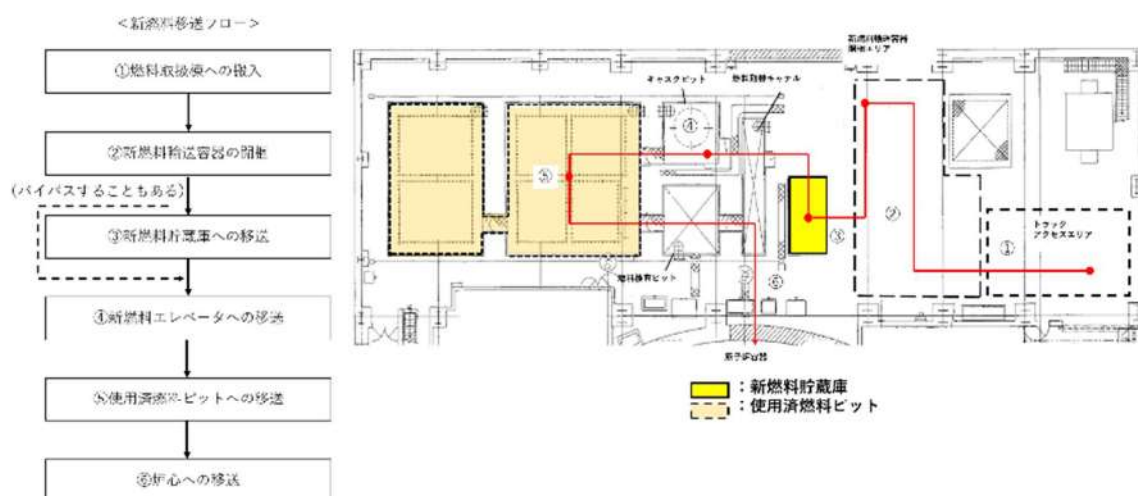 ＜新燃料移送フロー＞
①燃料取扱棟への搬入
②新燃料輸送容器の開梱
(バイパスすることもある)
③新燃料貯蔵庫への移送
④新燃料エレベータへの移送
⑤使用済燃料ピットへの移送
⑥炉心への移送
新燃料輸送容器
開梱エリア
キャスクピット
燃料取替キャナル
④
⑤
②
③
①
トラック
アクセスエリア
燃料検査ピット
⑥
原子炉容器
：新燃料貯蔵庫
：使用済燃料ピット